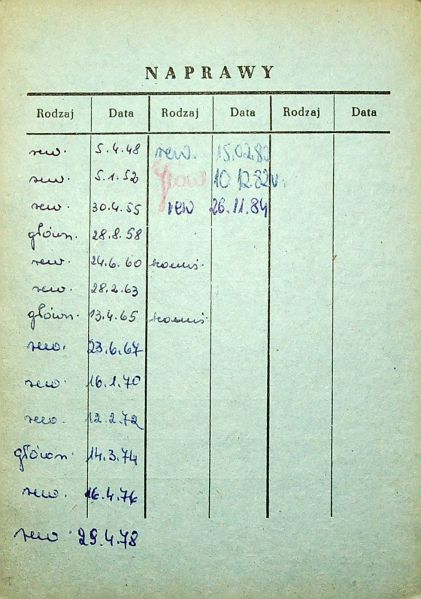 NAPRAWY
Rodzaj Data Rodzaj Data Rodzaj Data
rew. 5.4.48 rew. 15.02.80
rew. 5.1.52 głów 10 12.82
rew. 30.4.55 rew 26.11.84
główn. 28.8.58
rew. 24.6.60
rew. 28.2.63
główn. 13.4.65
rew. 23.6.67
rew. 16.1.70
rew. 12.2.72
główn. 14.3.74
rew. 16.4.76
rew 29.4.78